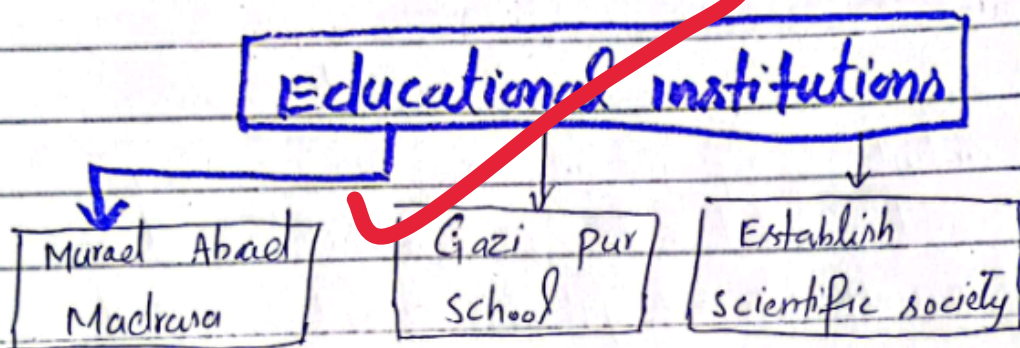 Educational institutions
Murad Abad
Madrasa
Gazi pur
school
Establish
scientific society